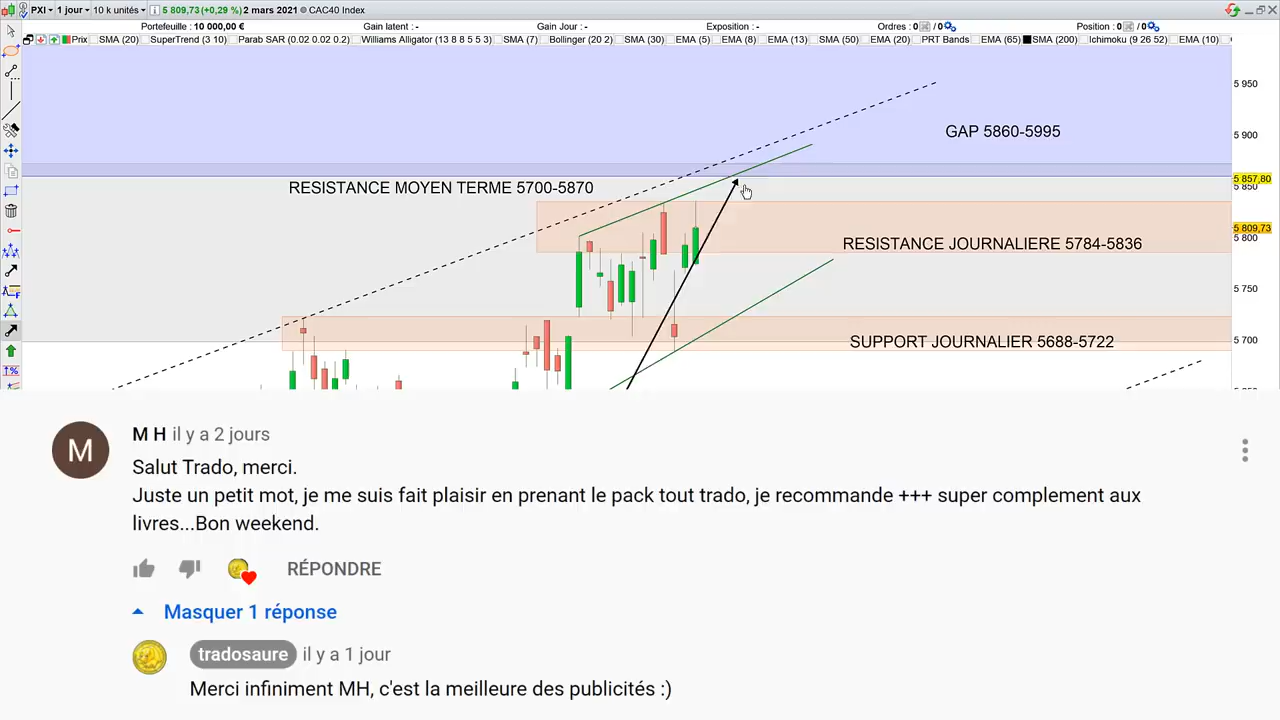 PXI 1 jour 10 k unités 5 809,73 (+0,29 %) 2 mars 2021 CAC40 Index
Portefeuille : 10 000,00 € Gain latent : - Gain Jour : - Exposition : - Ordres : 0 / 0 Position : 0 / 0
Prix SMA (20) SuperTrend (3 10) Parab SAR (0.02 0.02 0.2) Williams Alligator (13 8 8 5 5 3) SMA (7) Bollinger (20 2) SMA (30) EMA (5) EMA (8) EMA (13) SMA (50) EMA (20) PRT Bands EMA (65) SMA (200) Ichimoku (9 26 52) EMA (10)
5 950
GAP 5860-5995
5 900
5 857,80
RESISTANCE MOYEN TERME 5700-5870
5 850
5 809,73
5 800
RESISTANCE JOURNALIERE 5784-5836
5 750
SUPPORT JOURNALIER 5688-5722
5 700
M
M H il y a 2 jours
Salut Trado, merci.
Juste un petit mot, je me suis fait plaisir en prenant le pack tout trado, je recommande +++ super complement aux
livres...Bon weekend.
RÉPONDRE
Masquer 1 réponse
tradosaure il y a 1 jour
Merci infiniment MH, c'est la meilleure des publicités :)